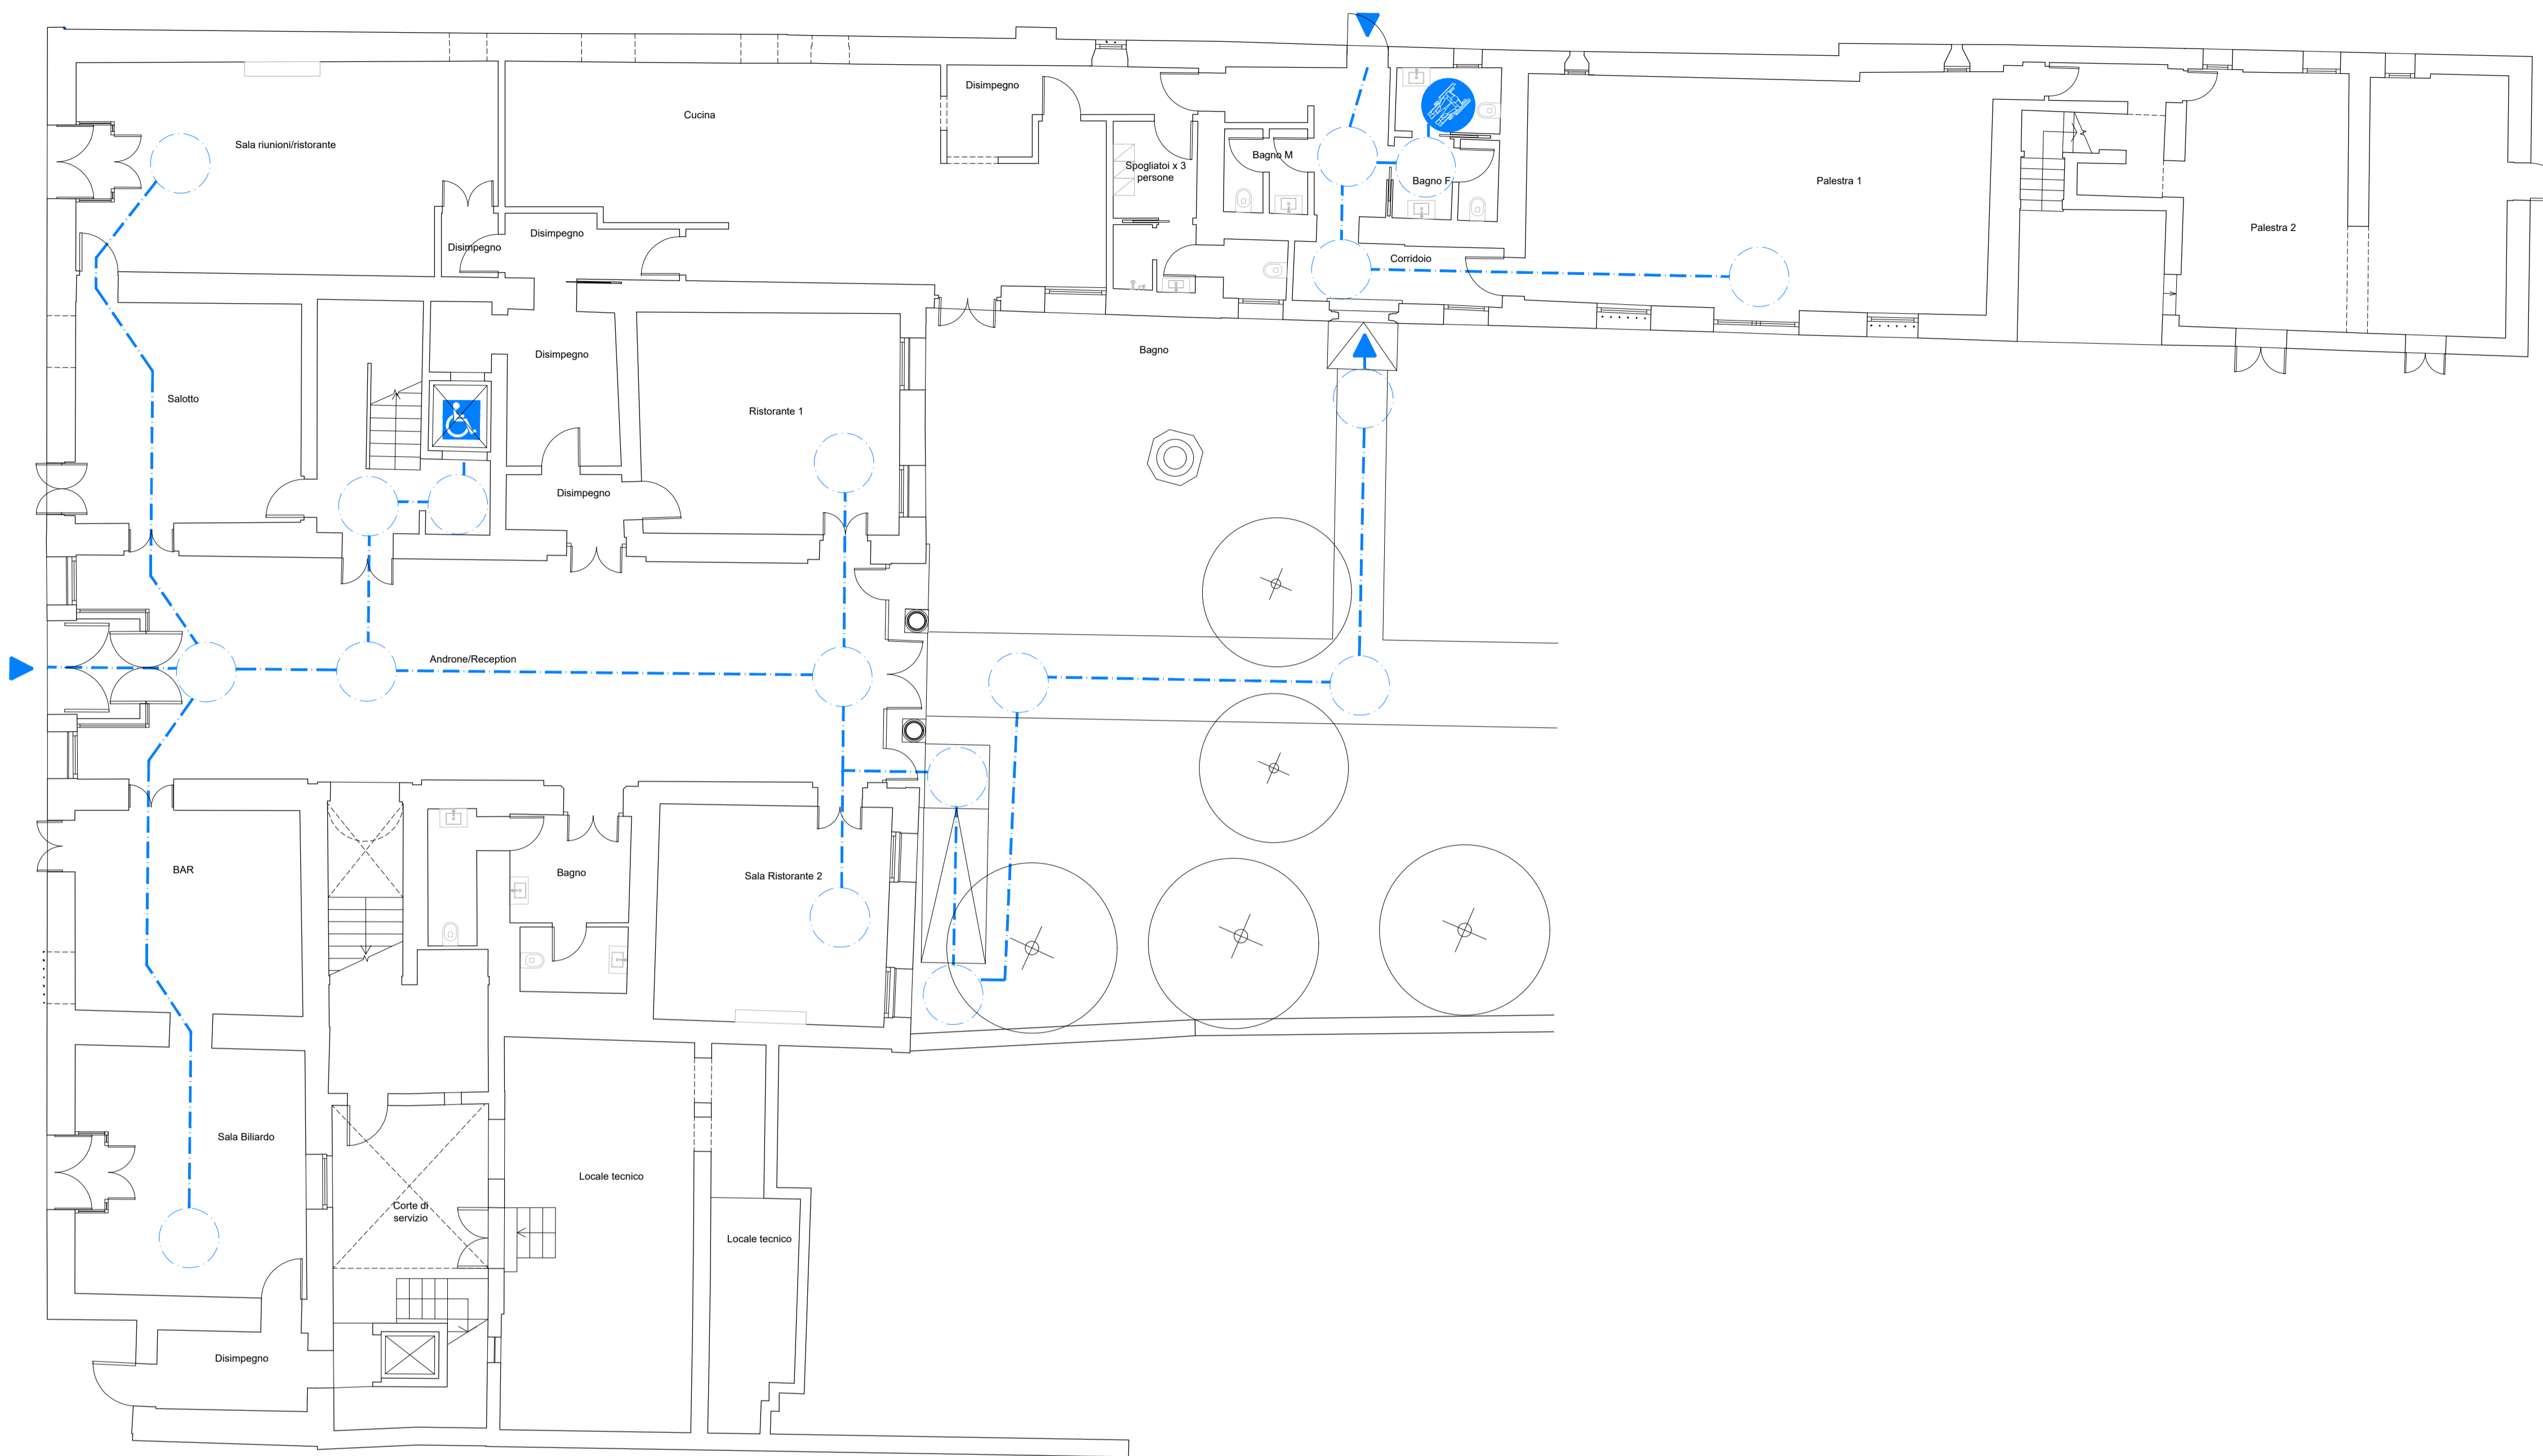 Disimpegno
Cucina
Sala riunioni/ristorante
Bagno M
Spogliatoi x 3
persone
Bagno F
Palestra 1
Palestra 2
Disimpegno
Disimpegno
Corridoio
Bagno
Disimpegno
Salotto
Ristorante 1
Disimpegno
Androne/Reception
BAR
Bagno
Sala Ristorante 2
Sala Biliardo
Locale tecnico
Corte di
servizio
Locale tecnico
Disimpegno